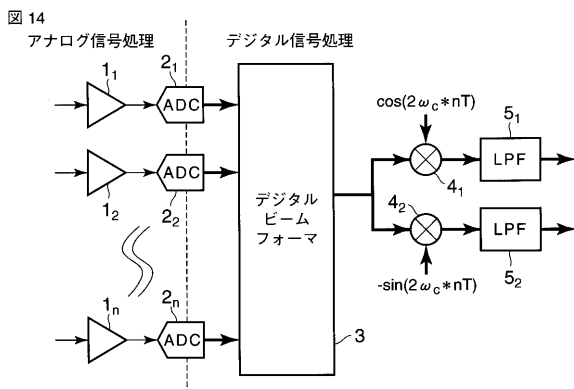 図 14
アナログ信号処理
デジタル信号処理
1₁
2₁
ADC
1₂
ADC
2₂
1ₙ
2ₙ
ADC
デジタル
ビーム
フォーマ
3
cos(2ωc*nT)
4₁
5₁
LPF
4₂
LPF
5₂
-sin(2ωc*nT)